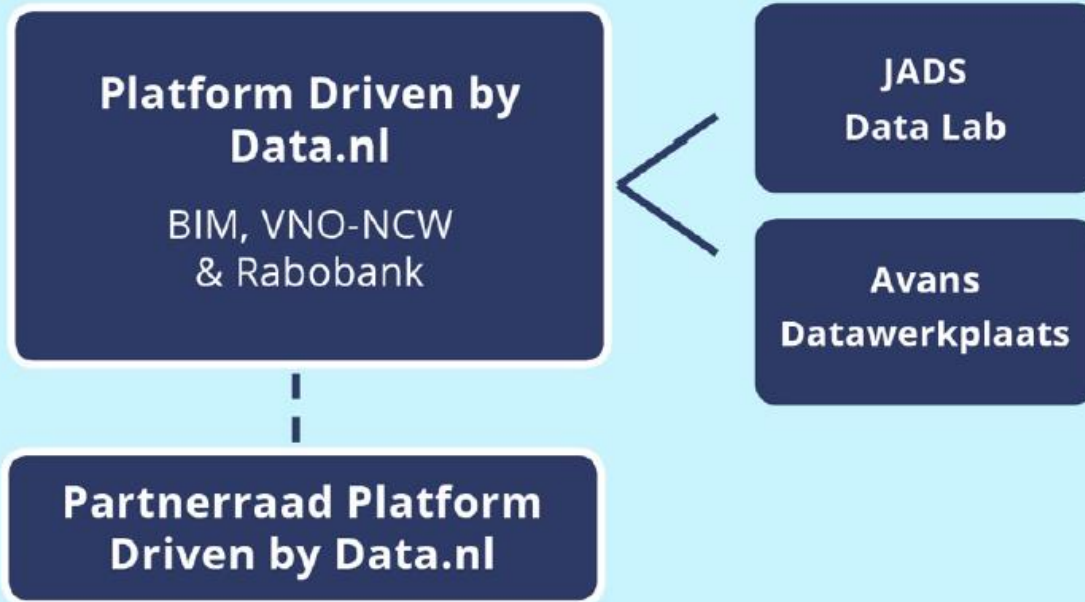 Platform Driven by
Data.nl
BIM, VNO-NCW
& Rabobank
JADS
Data Lab
Avans
Datawerkplaats
Partnerraad Platform
Driven by Data.nl